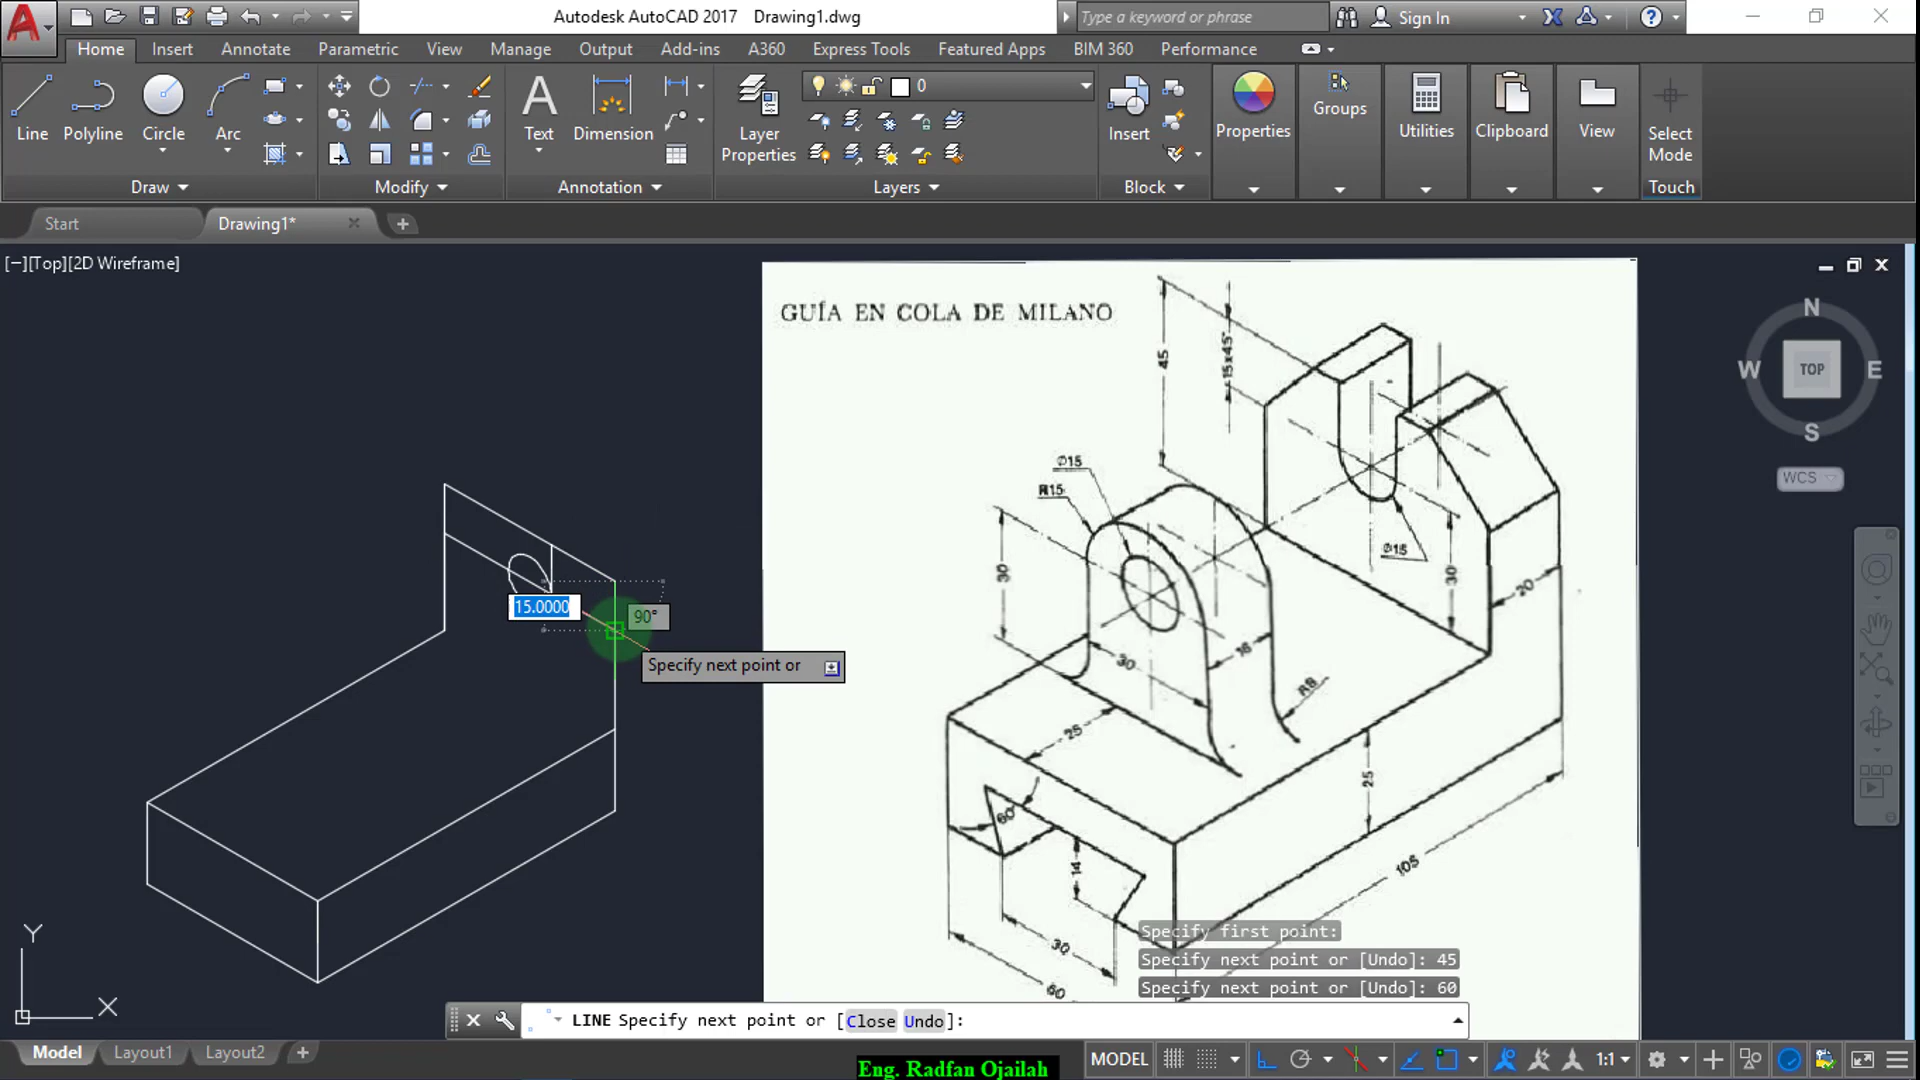 Autodesk AutoCAD 2017 Drawing1.dwg
Type a keyword or phrase
Sign In
Home Insert Annotate Parametric View Manage Output Add-ins A360 Express Tools Featured Apps BIM 360 Performance
Line Polyline Circle Arc
Text Dimension
Layer Properties
0
Insert
Properties Groups Utilities Clipboard View
Select Mode
Draw Modify Annotation Layers Block Touch
Start Drawing1*
[−][Top][2D Wireframe]
N
W TOP E
S
WCS
GUÍA EN COLA DE MILANO
45
15x45°
Ø15
R15
30
Ø15
30
20
30
16
R8
25
60
14
25
30
60
105
15.0000
90°
Specify next point or
Y
X
Specify first point:
Specify next point or [Undo]: 45
Specify next point or [Undo]: 60
LINE Specify next point or [Close Undo]:
Model Layout1 Layout2
Eng. Radfan Ojailah
MODEL
1:1